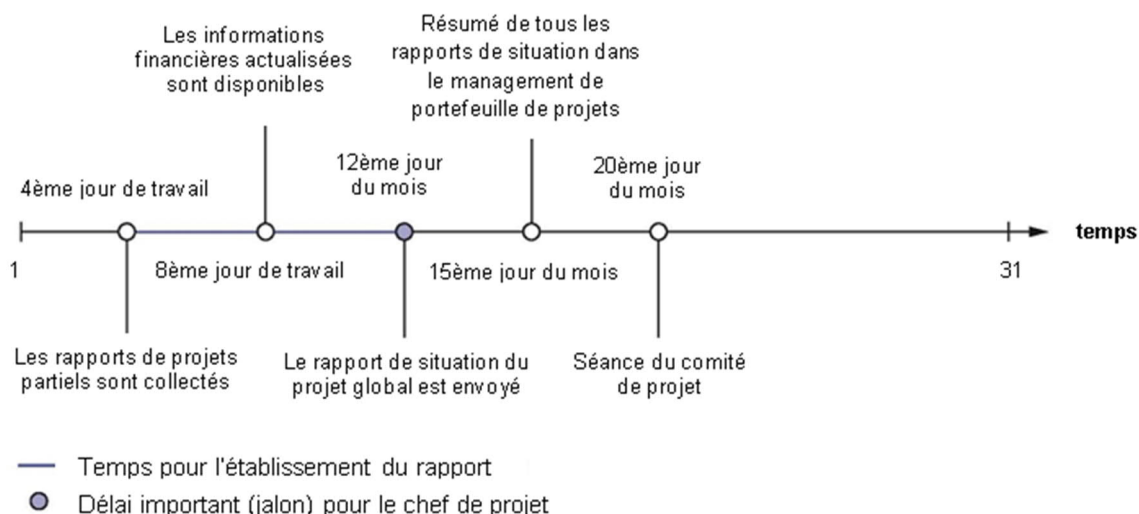 Les informations
financières actualisées
sont disponibles
Résumé de tous les
rapports de situation dans
le management de
portefeuille de projets
4ème jour de travail
12ème jour
du mois
20ème jour
du mois
temps
1
8ème jour de travail
15ème jour du mois
31
Les rapports de projets
partiels sont collectés
Le rapport de situation du
projet global est envoyé
Séance du comité
de projet
Temps pour l'établissement du rapport
Délai important (jalon) pour le chef de projet